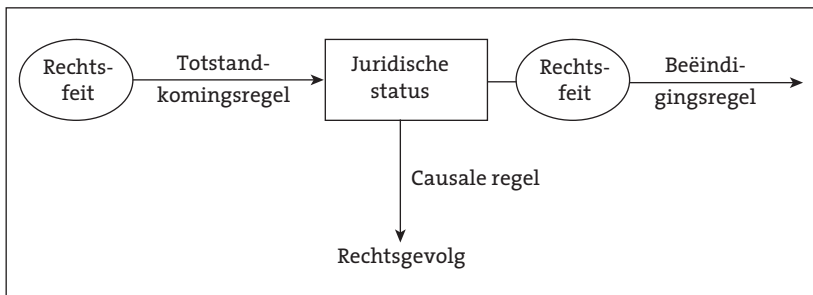 Rechts-
feit
Totstand-
komingsregel
Juridische
status
Rechts-
feit
Beëindi-
gingsregel
Causale regel
Rechtsgevolg